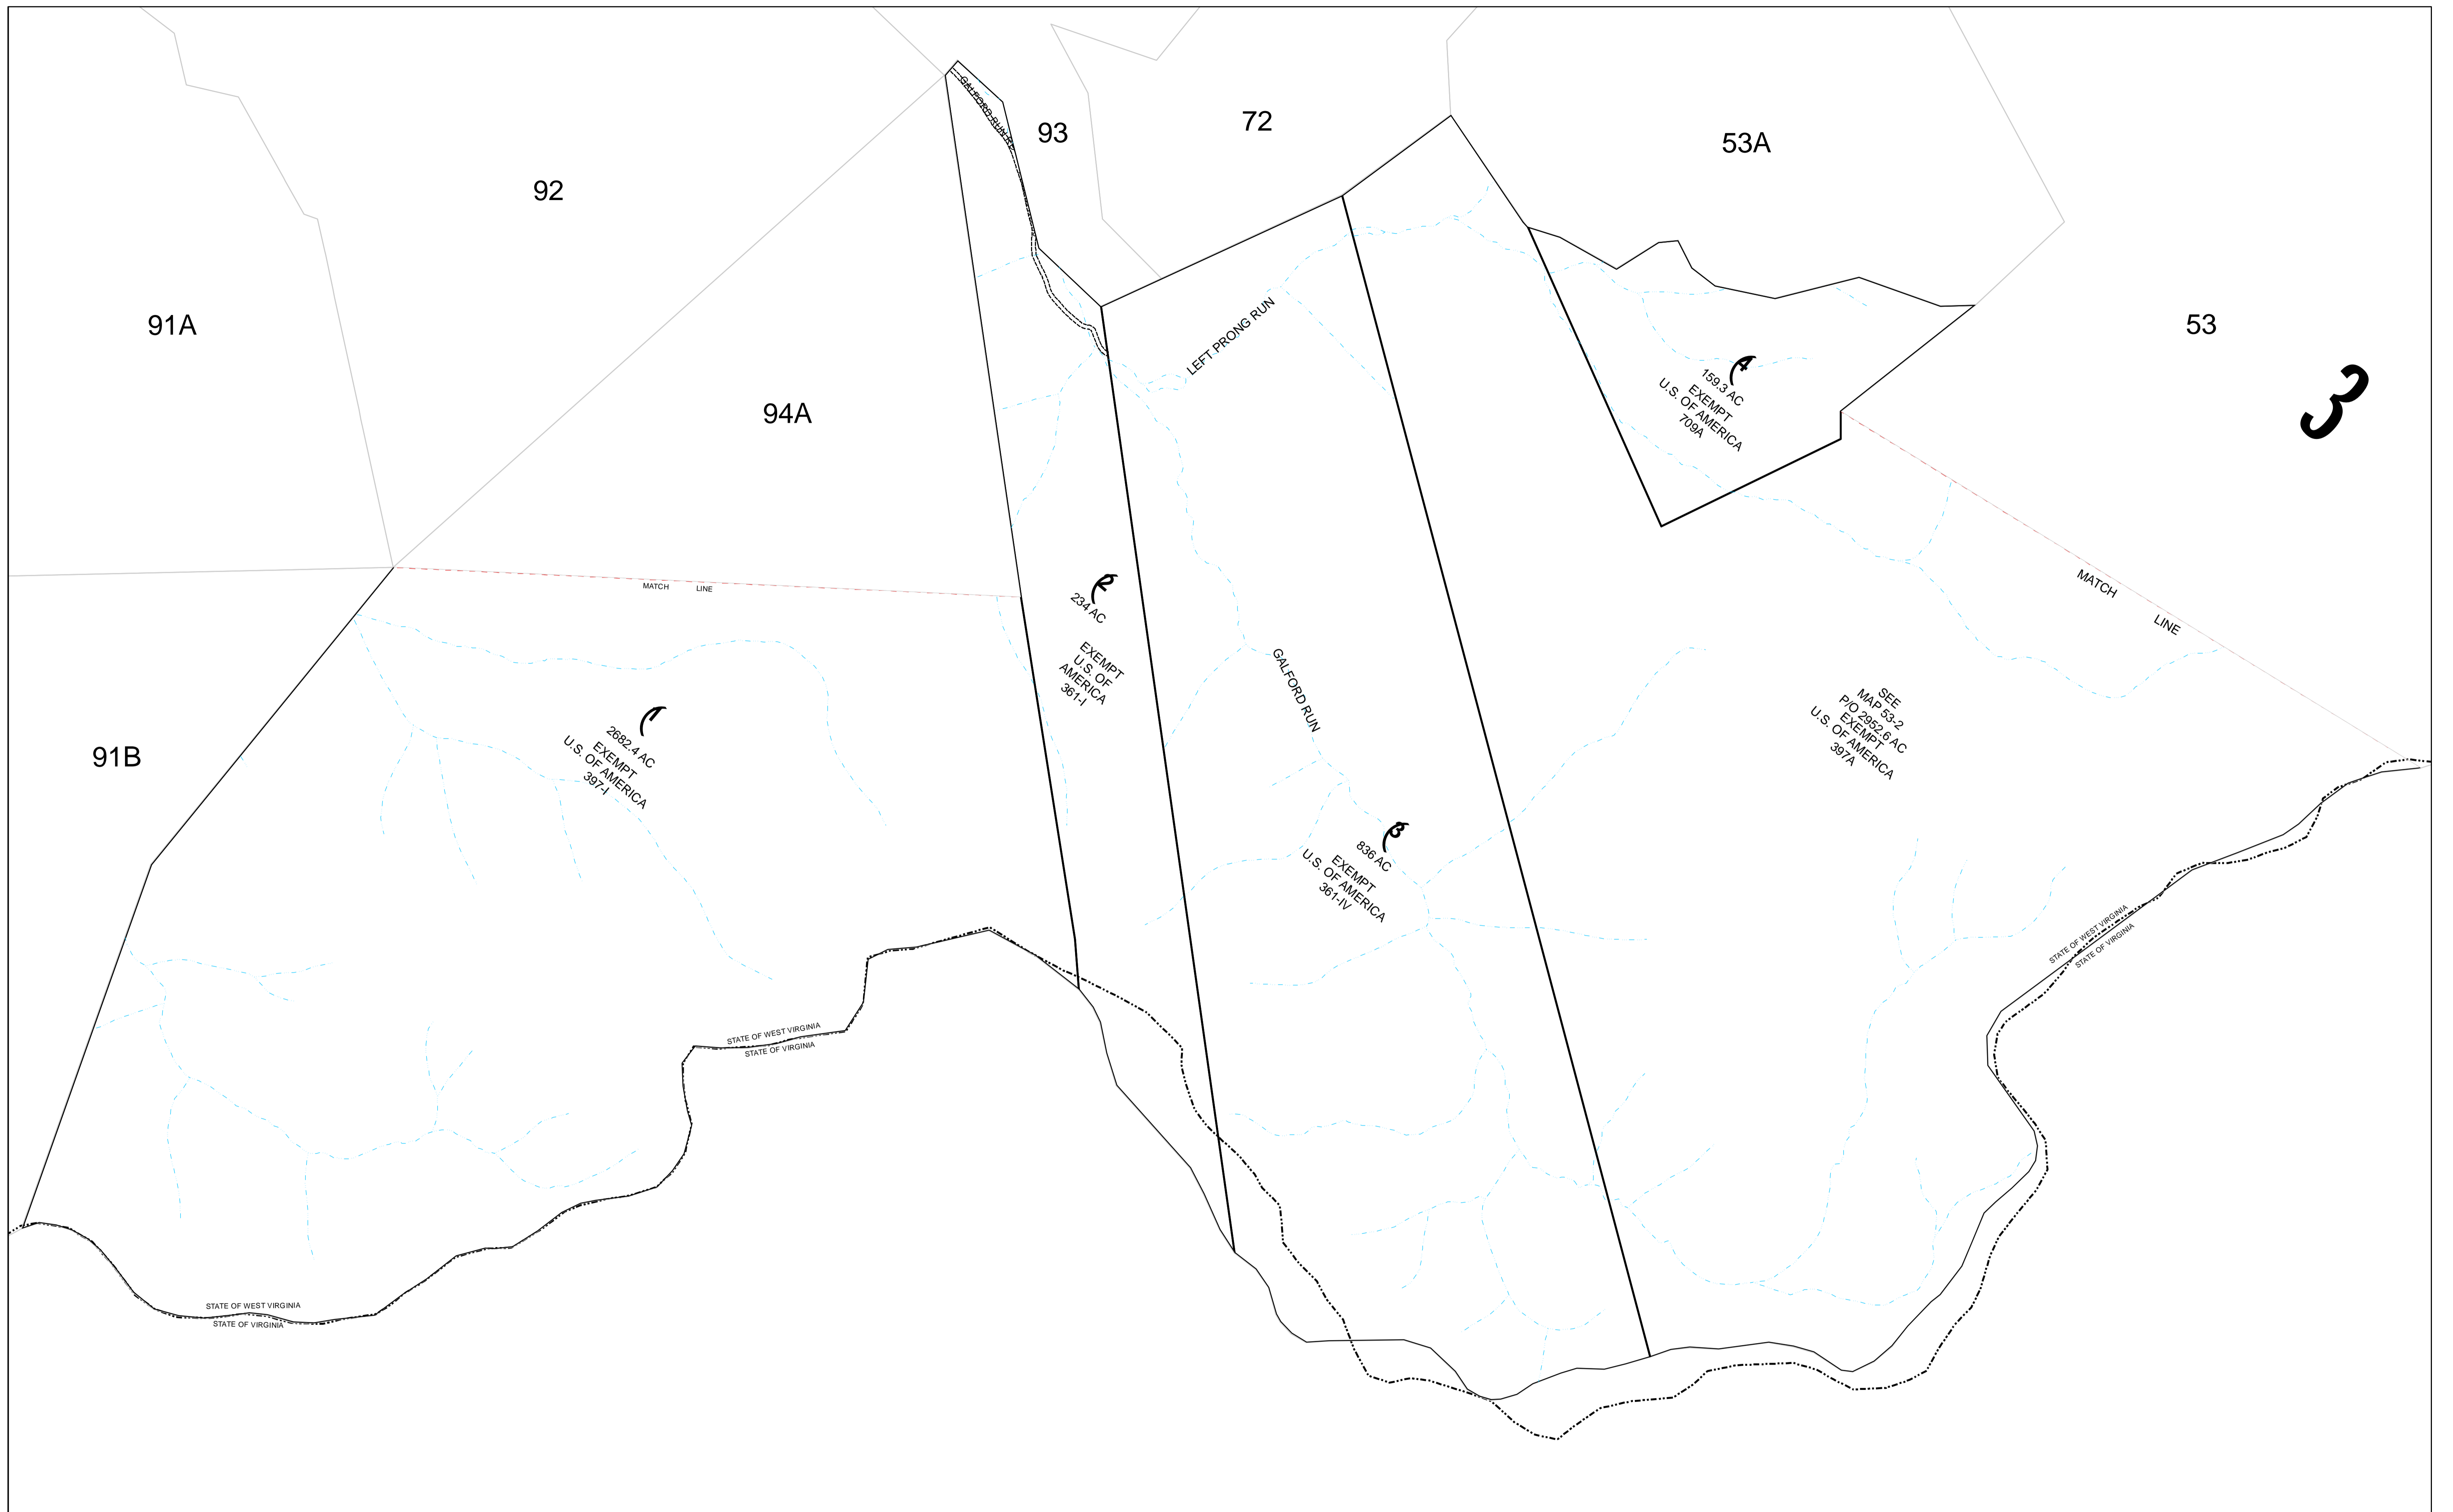 GALFORD RUN RD
93
72
53A
92
91A
53
3
LEFT PRONG RUN
4
159.3 AC
EXEMPT
U.S. OF AMERICA
709A
94A
MATCH LINE
2
234 AC
EXEMPT
U.S. OF
AMERICA
361-I
MATCH LINE
GALFORD RUN
91B
1
2682.4 AC
EXEMPT
U.S. OF AMERICA
397-I
SEE
MAP 53-2
P/O 2952.6 AC
EXEMPT
U.S. OF AMERICA
397A
3
836 AC
EXEMPT
U.S. OF AMERICA
361-IV
STATE OF WEST VIRGINIA
STATE OF VIRGINIA
STATE OF WEST VIRGINIA
STATE OF VIRGINIA
STATE OF WEST VIRGINIA
STATE OF VIRGINIA